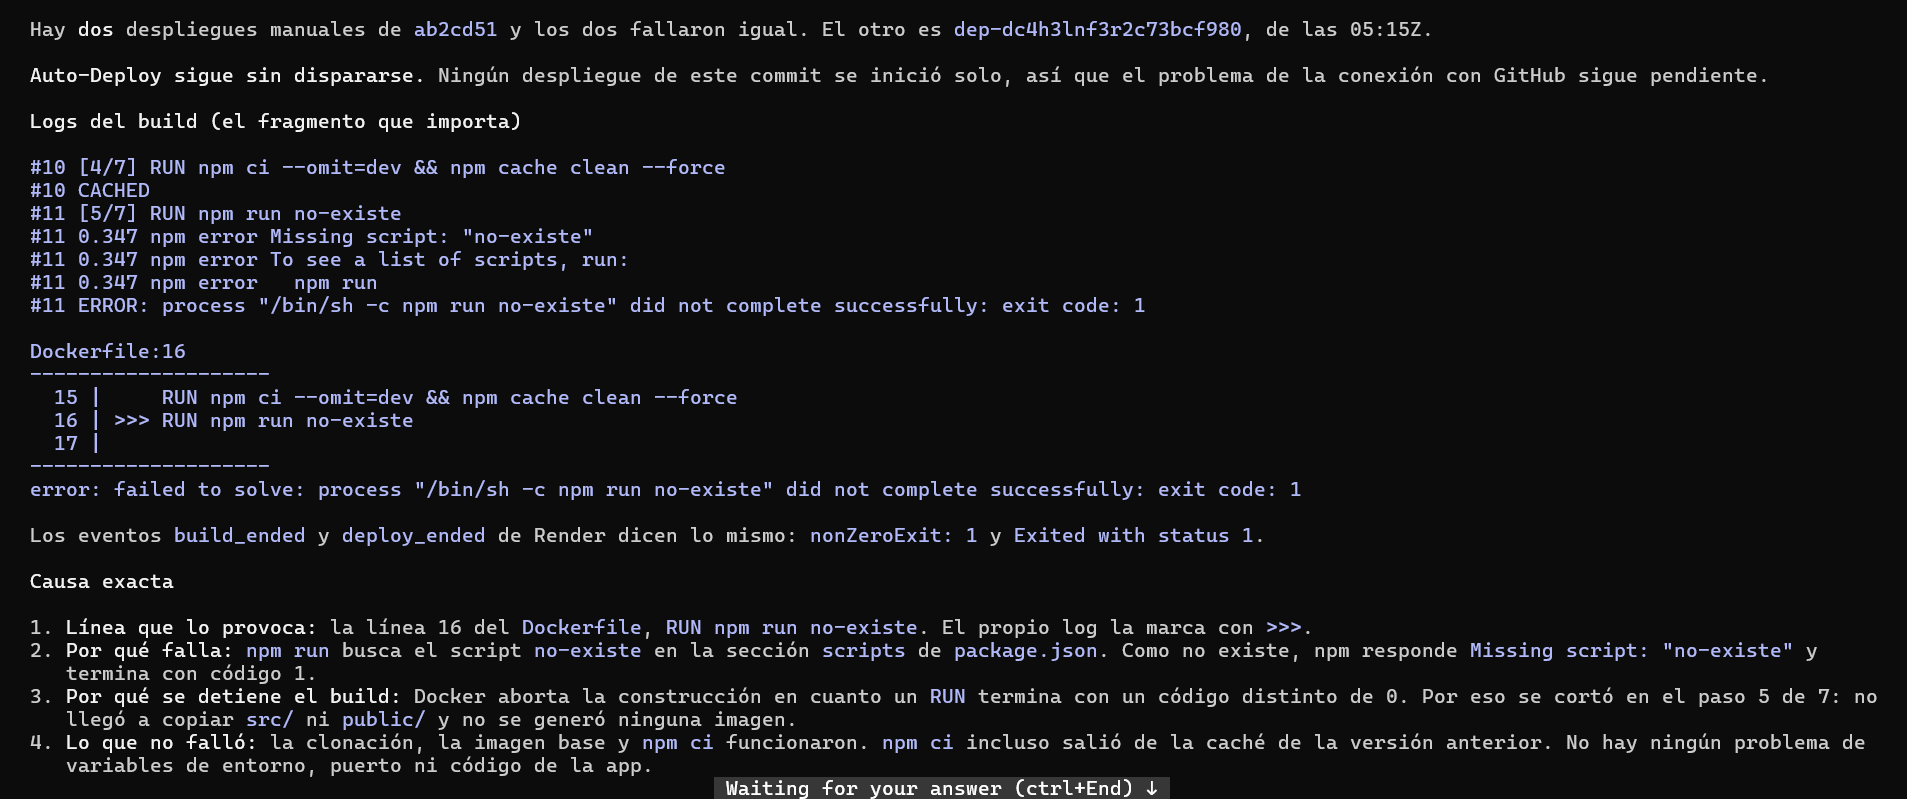 Hay dos despliegues manuales de ab2cd51 y los dos fallaron igual. El otro es dep-dc4h3lnf3r2c73bcf980, de las 05:15Z.
Auto-Deploy sigue sin dispararse. Ningún despliegue de este commit se inició solo, así que el problema de la conexión con GitHub sigue pendiente.
Logs del build (el fragmento que importa)
#10 [4/7] RUN npm ci --omit=dev && npm cache clean --force
#10 CACHED
#11 [5/7] RUN npm run no-existe
#11 0.347 npm error Missing script: "no-existe"
#11 0.347 npm error To see a list of scripts, run:
#11 0.347 npm error   npm run
#11 ERROR: process "/bin/sh -c npm run no-existe" did not complete successfully: exit code: 1
Dockerfile:16
--------------------
  15 |     RUN npm ci --omit=dev && npm cache clean --force
  16 | >>> RUN npm run no-existe
  17 |
--------------------
error: failed to solve: process "/bin/sh -c npm run no-existe" did not complete successfully: exit code: 1
Los eventos build_ended y deploy_ended de Render dicen lo mismo: nonZeroExit: 1 y Exited with status 1.
Causa exacta
1. Línea que lo provoca: la línea 16 del Dockerfile, RUN npm run no-existe. El propio log la marca con >>>.
2. Por qué falla: npm run busca el script no-existe en la sección scripts de package.json. Como no existe, npm responde Missing script: "no-existe" y
   termina con código 1.
3. Por qué se detiene el build: Docker aborta la construcción en cuanto un RUN termina con un código distinto de 0. Por eso se cortó en el paso 5 de 7: no
   llegó a copiar src/ ni public/ y no se generó ninguna imagen.
4. Lo que no falló: la clonación, la imagen base y npm ci funcionaron. npm ci incluso salió de la caché de la versión anterior. No hay ningún problema de
   variables de entorno, puerto ni código de la app.
Waiting for your answer (ctrl+End) ↓